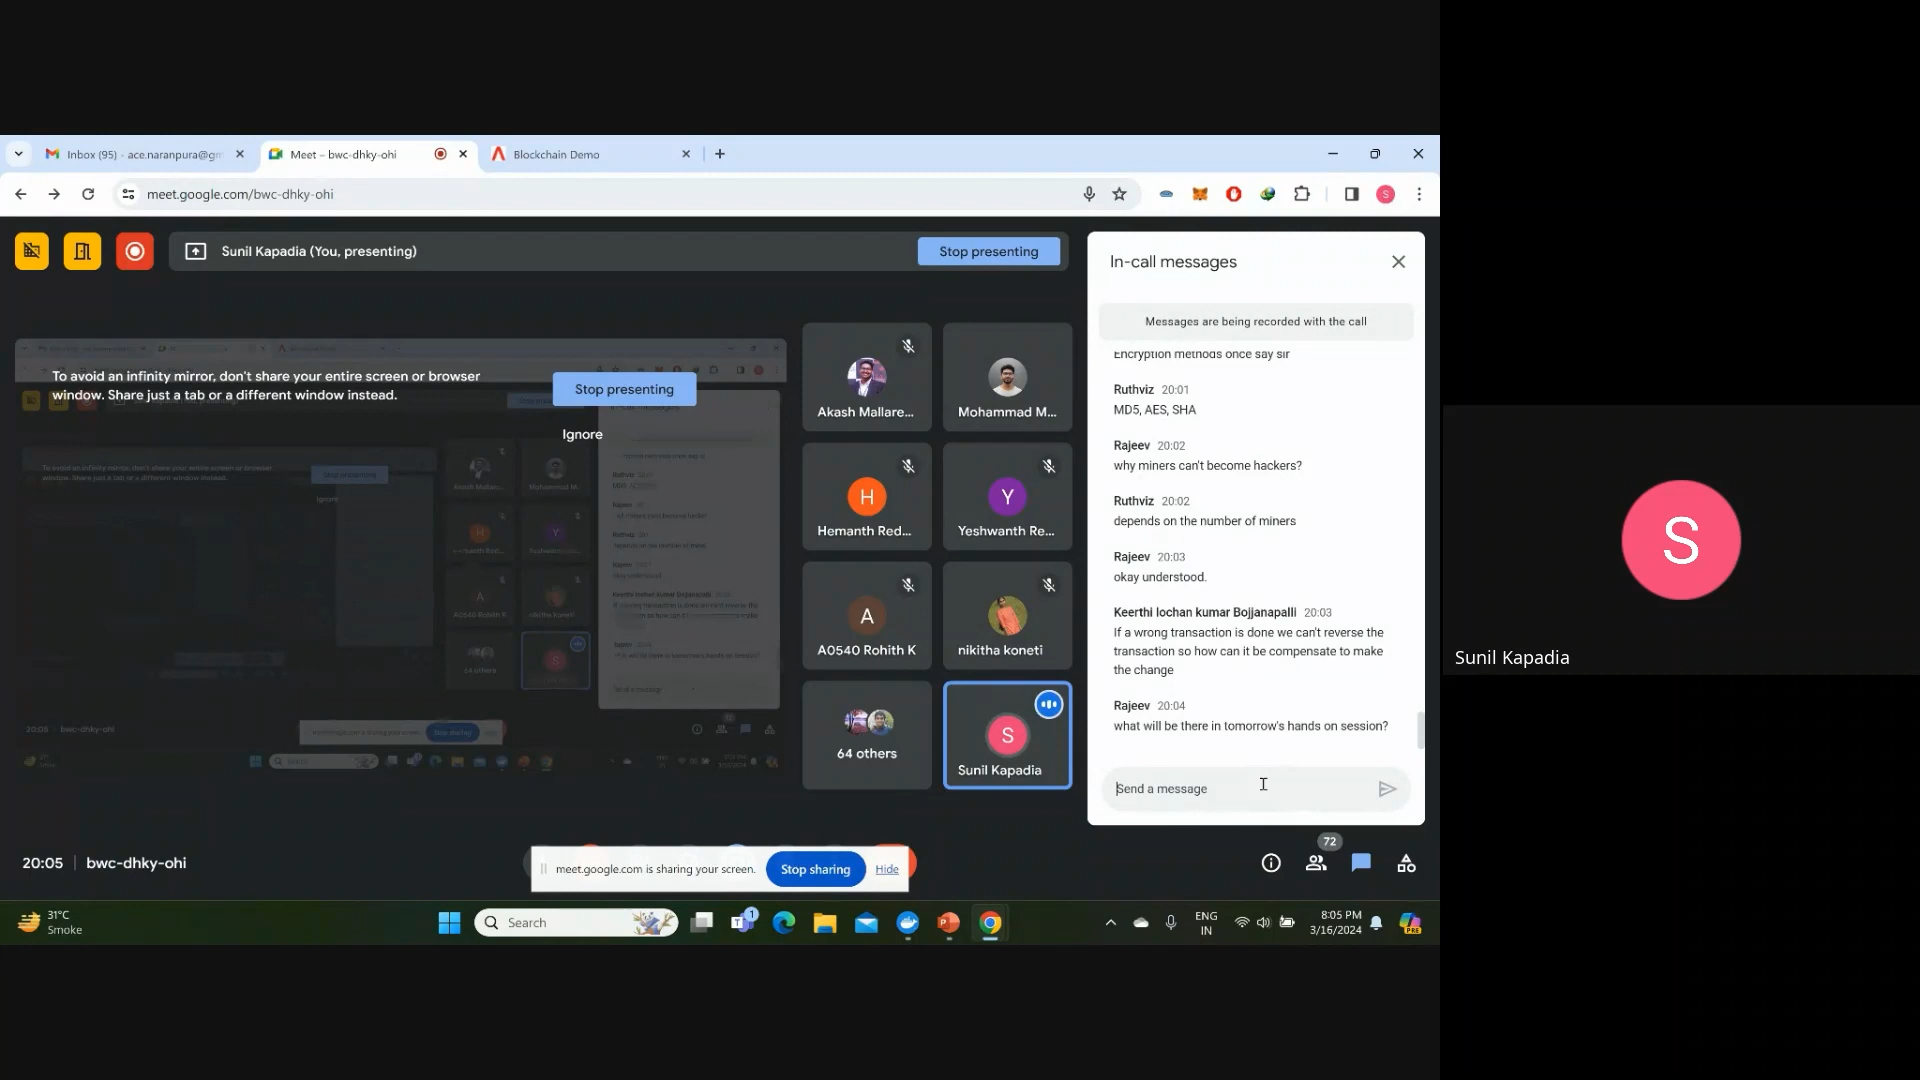 Inbox (95) - ace.naranpura@gm
Meet – bwc-dhky-ohi
Blockchain Demo
meet.google.com/bwc-dhky-ohi
S
Sunil Kapadia (You, presenting)
Stop presenting
In-call messages
Messages are being recorded with the call
Encryption methods once say sir
To avoid an infinity mirror, don't share your entire screen or browser
window. Share just a tab or a different window instead.
Stop presenting
Ignore
Akash Mallare...
Mohammad M...
H
Hemanth Red...
Y
Yeshwanth Re...
A
A0540 Rohith K
nikitha koneti
64 others
S
Sunil Kapadia
Ruthviz 20:01
MD5, AES, SHA
Rajeev 20:02
why miners can't become hackers?
Ruthviz 20:02
depends on the number of miners
Rajeev 20:03
okay understood.
Keerthi lochan kumar Bojjanapalli 20:03
If a wrong transaction is done we can't reverse the
transaction so how can it be compensate to make
the change
Rajeev 20:04
what will be there in tomorrow's hands on session?
Send a message
S
Sunil Kapadia
20:05 | bwc-dhky-ohi
meet.google.com is sharing your screen.
Stop sharing
Hide
72
31°C
Smoke
Search
1
ENG
IN
8:05 PM
3/16/2024
PRE